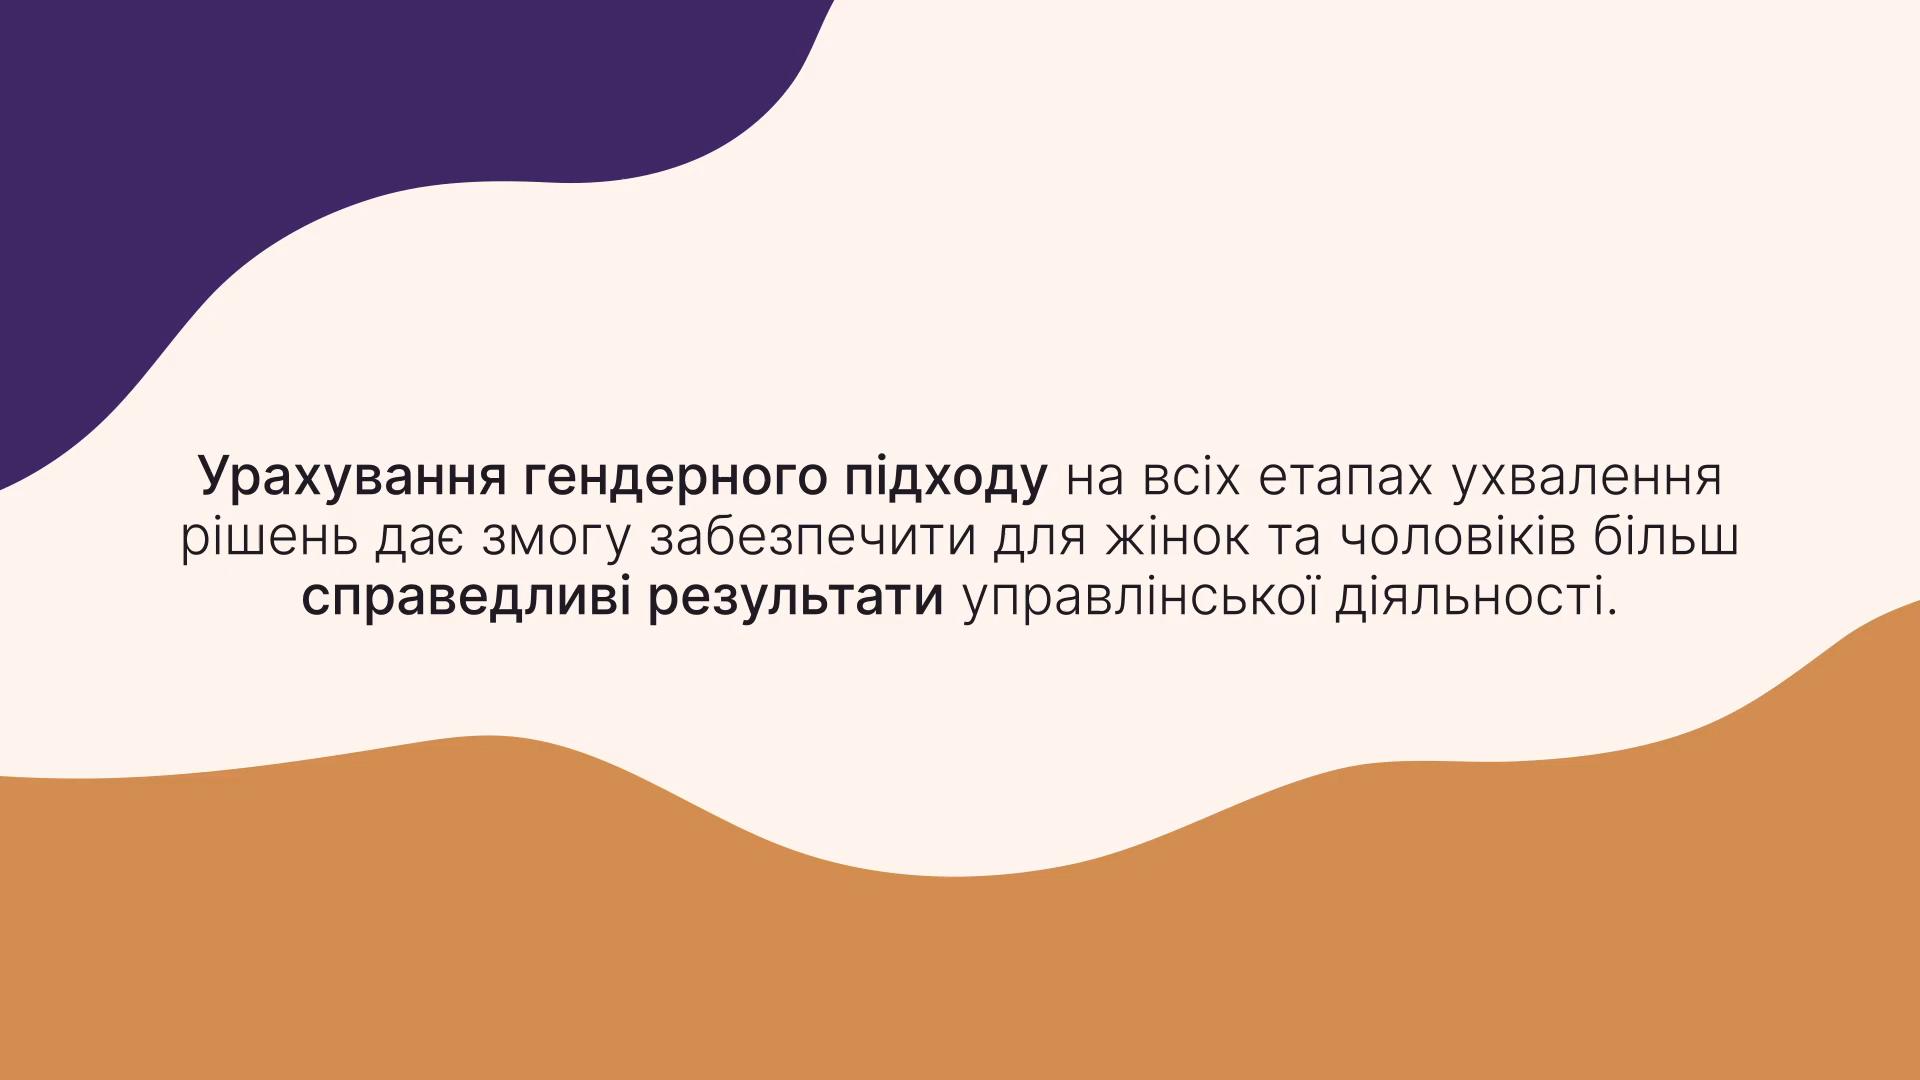 Урахування гендерного підходу на всіх етапах ухвалення
рішень дає змогу забезпечити для жінок та чоловіків більш
справедливі результати управлінської діяльності.